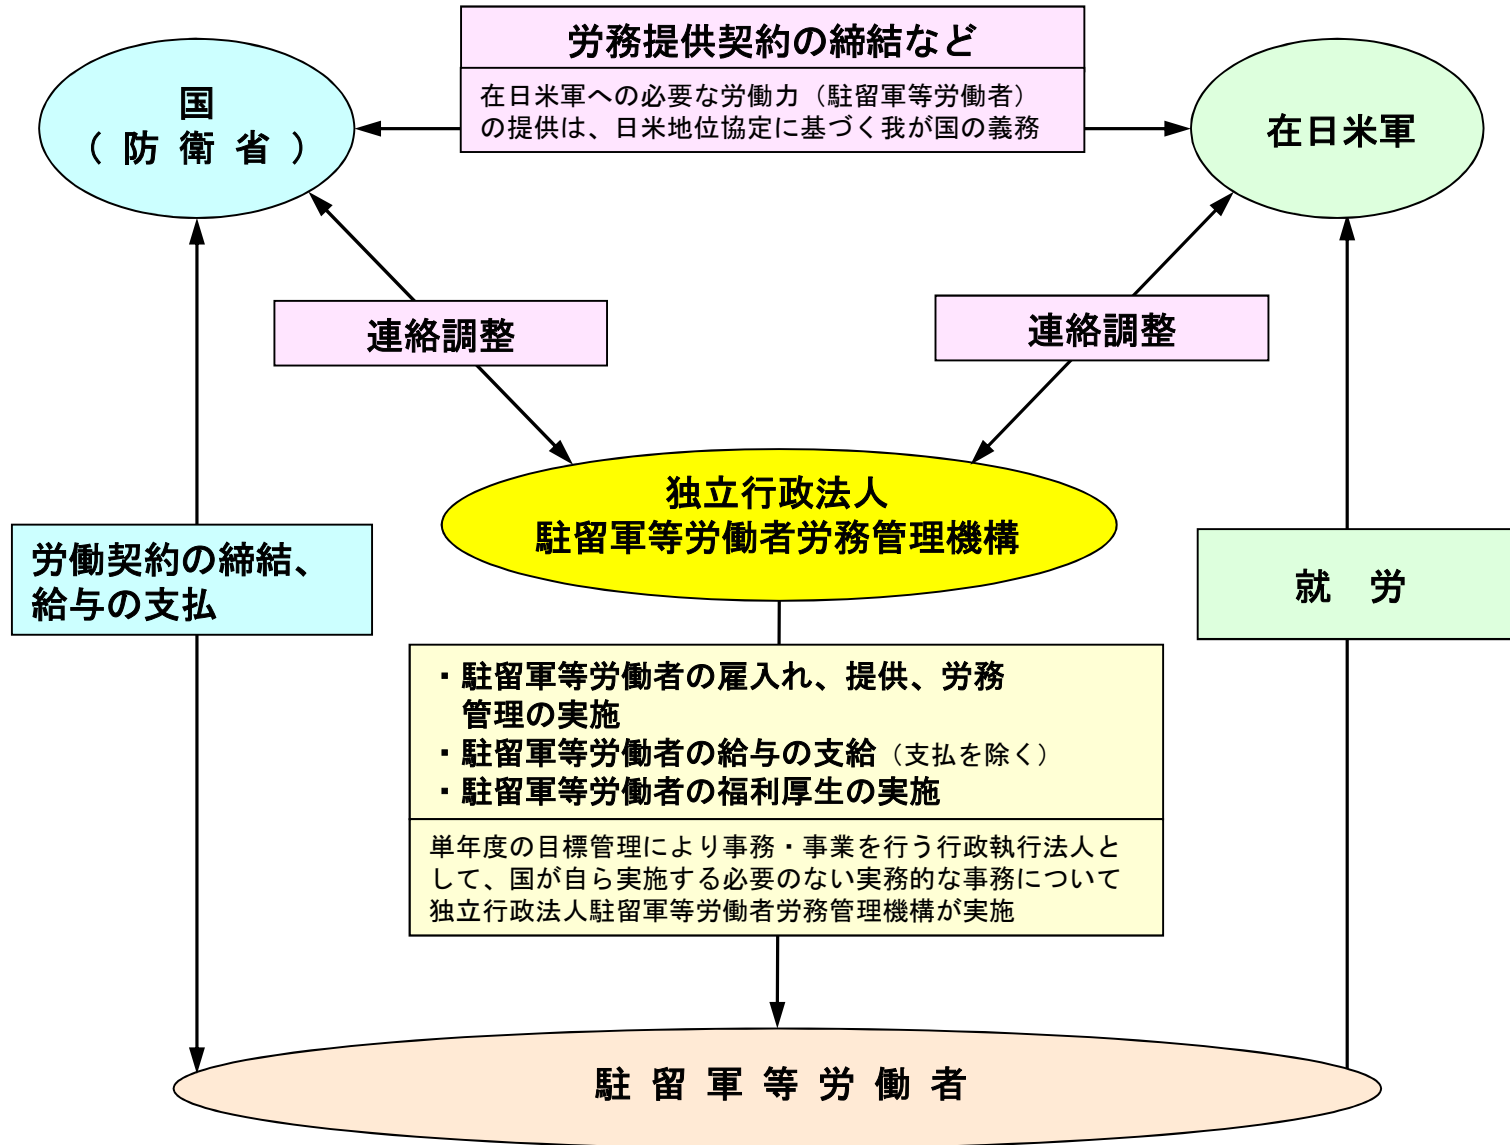 労務提供契約の締結など
在日米軍への必要な労働力（駐留軍等労働者）
の提供は、日米地位協定に基づく我が国の義務
国
（ 防 衛 省 ）
在日米軍
連絡調整
連絡調整
独立行政法人
駐留軍等労働者労務管理機構
労働契約の締結、
給与の支払
就　労
・駐留軍等労働者の雇入れ、提供、労務
管理の実施
・駐留軍等労働者の給与の支給（支払を除く）
・駐留軍等労働者の福利厚生の実施
単年度の目標管理により事務・事業を行う行政執行法人と
して、国が自ら実施する必要のない実務的な事務について
独立行政法人駐留軍等労働者労務管理機構が実施
駐 留 軍 等 労 働 者